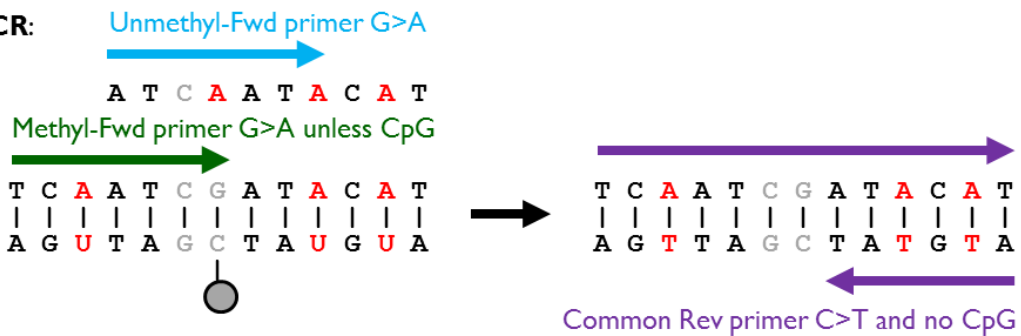 CR:
Unmethyl-Fwd primer G>A
A T C A A T A C A T
Methyl-Fwd primer G>A unless CpG
T C A A T C G A T A C A T
A G U T A G C T A U G U A
T C A A T C G A T A C A T
A G T T A G C T A T G T A
Common Rev primer C>T and no CpG